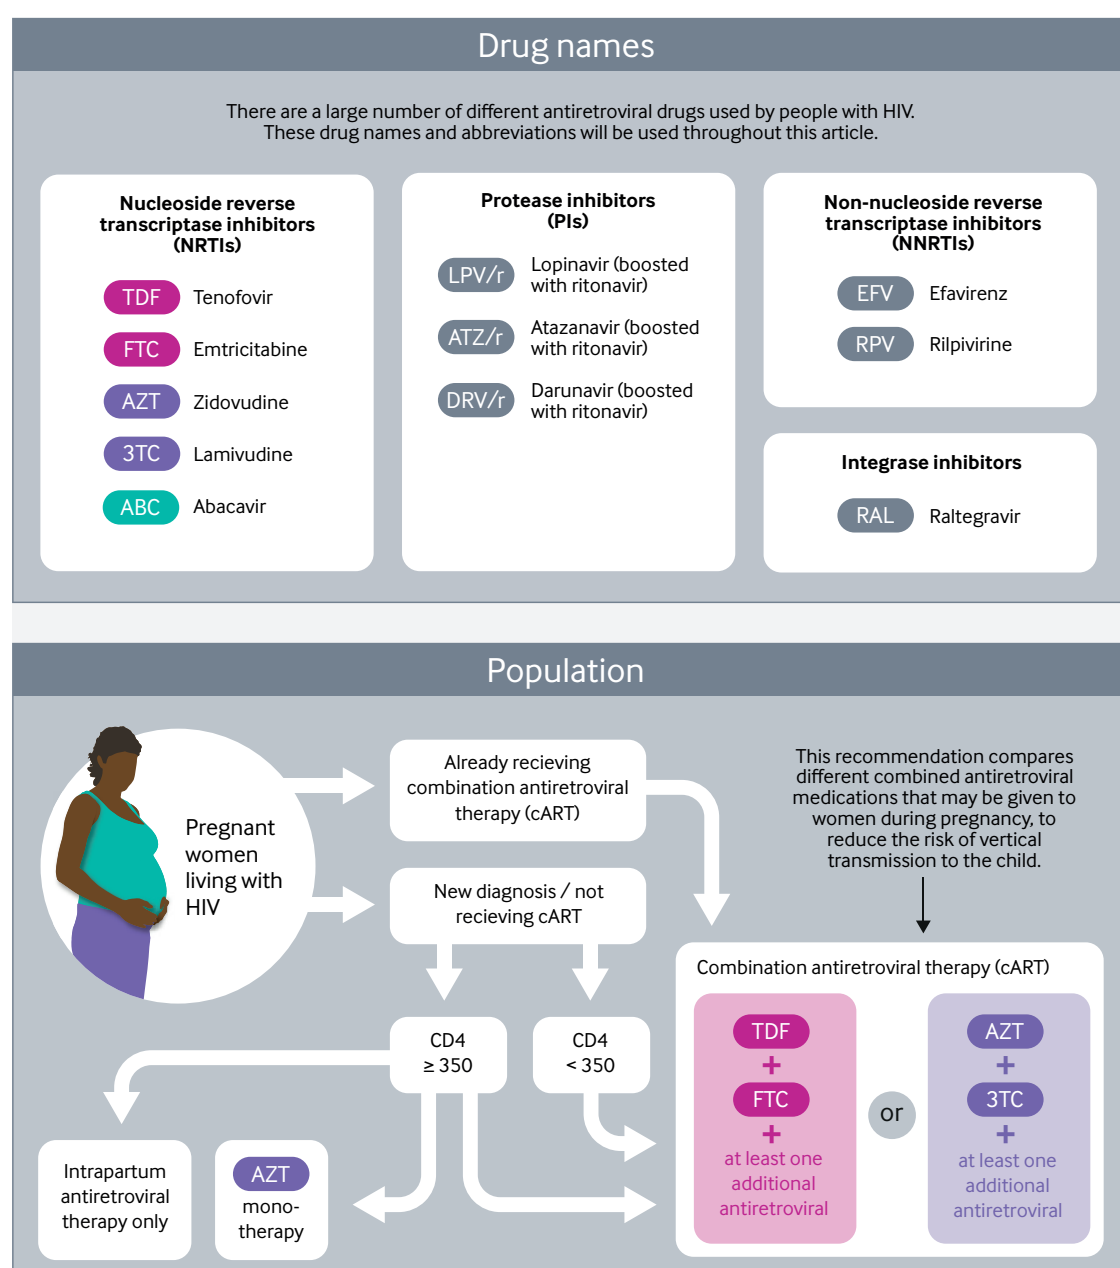 Drug names
There are a large number of different antiretroviral drugs used by people with HIV.
These drug names and abbreviations will be used throughout this article.
Nucleoside reverse
transcriptase inhibitors
(NRTIs)
TDF Tenofovir
FTC Emtricitabine
AZT Zidovudine
3TC Lamivudine
ABC Abacavir
Protease inhibitors
(PIs)
LPV/r Lopinavir (boosted
with ritonavir)
ATZ/r Atazanavir (boosted
with ritonavir)
DRV/r Darunavir (boosted
with ritonavir)
Non-nucleoside reverse
transcriptase inhibitors
(NNRTIs)
EFV Efavirenz
RPV Rilpivirine
Integrase inhibitors
RAL Raltegravir
Population
Pregnant
women
living with
HIV
Already recieving
combination antiretroviral
therapy (cART)
New diagnosis / not
recieving cART
This recommendation compares
different combined antiretroviral
medications that may be given to
women during pregnancy, to
reduce the risk of vertical
transmission to the child.
CD4
≥ 350
CD4
< 350
Intrapartum
antiretroviral
therapy only
AZT
mono-
therapy
Combination antiretroviral therapy (cART)
TDF
+
FTC
+
at least one
additional
antiretroviral
or
AZT
+
3TC
+
at least one
additional
antiretroviral